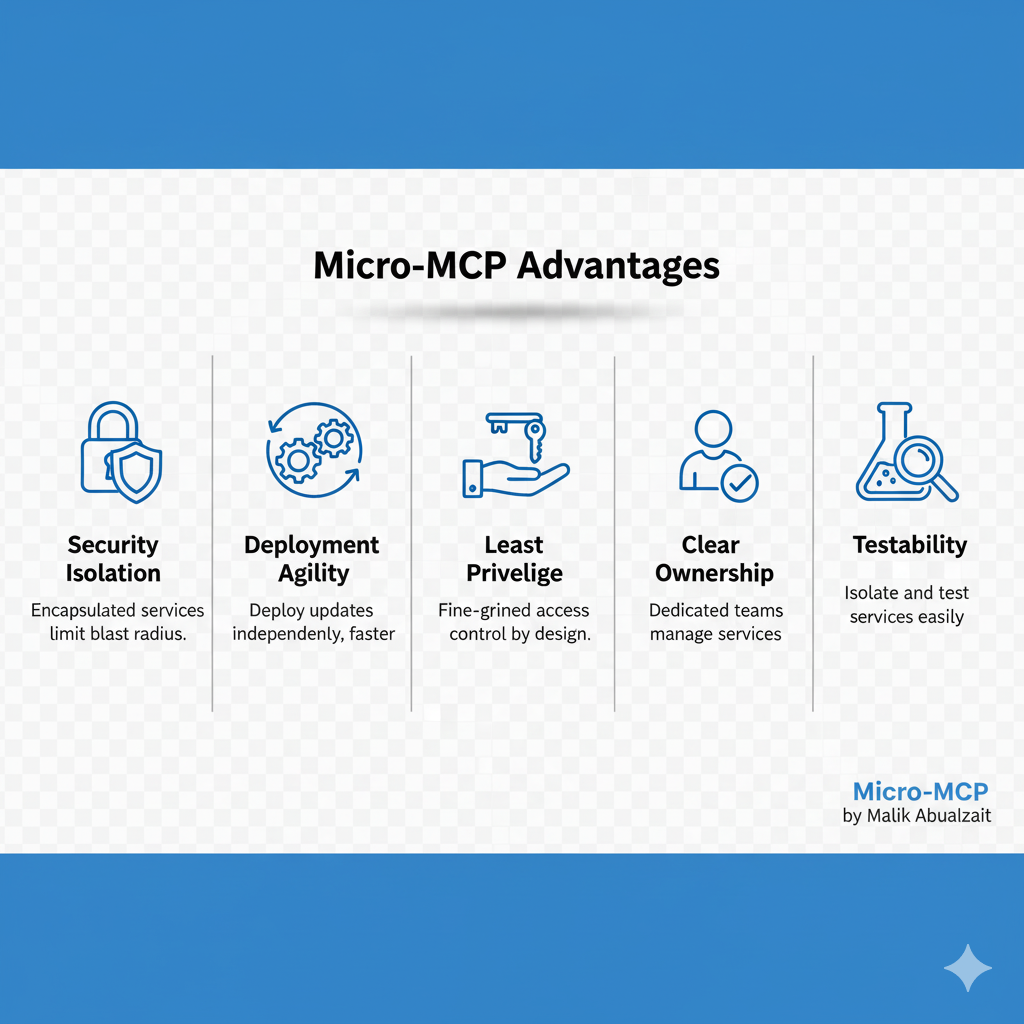 Micro-MCP Advantages
Security
Isolation
Encapsulated services
limit blast radius.
Deployment
Agility
Deploy updates
independenly, faster
Least
Privelige
Fine-grined access
control by design.
Clear
Ownership
Dedicated teams
manage services
Testability
Isolate and test
services easily
Micro-MCP
by Malik Abualzait